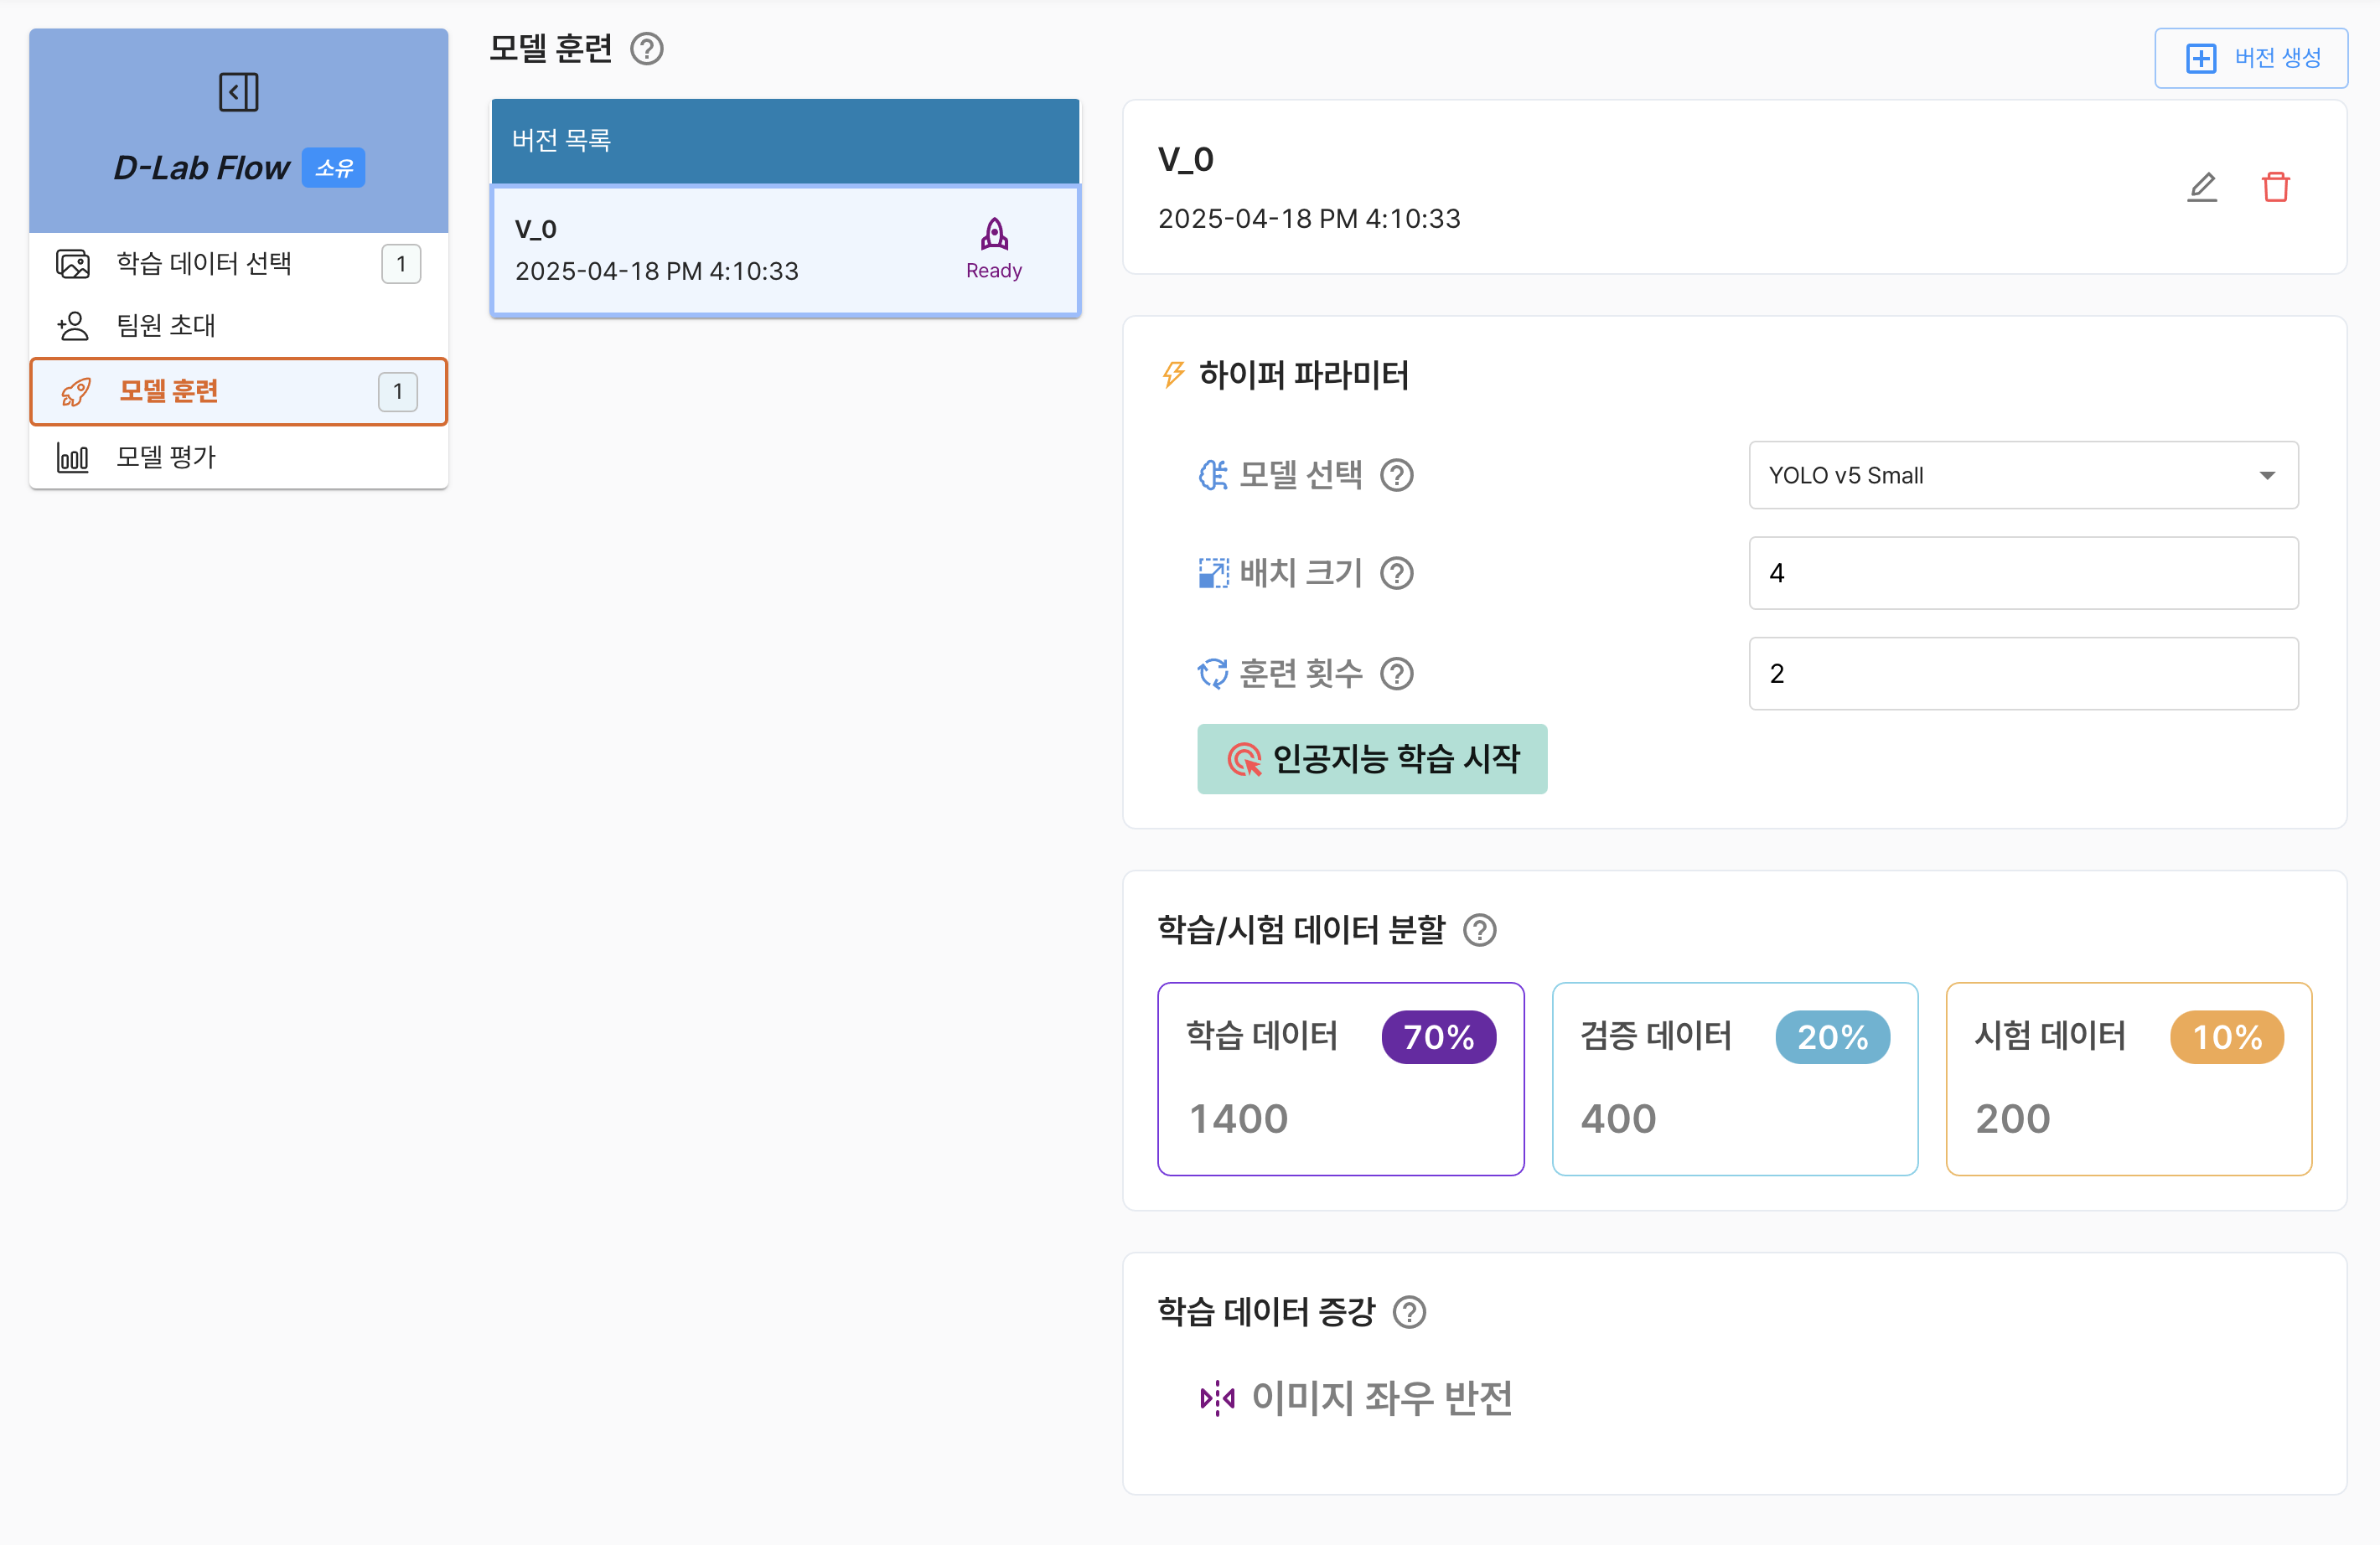 D-Lab Flow 소유
학습 데이터 선택 1
팀원 초대
모델 훈련 1
모델 평가
모델 훈련
버전 생성
버전 목록
V_0
2025-04-18 PM 4:10:33
Ready
V_0
2025-04-18 PM 4:10:33
하이퍼 파라미터
모델 선택
YOLO v5 Small
배치 크기
4
훈련 횟수
2
인공지능 학습 시작
학습/시험 데이터 분할
학습 데이터 70%
1400
검증 데이터 20%
400
시험 데이터 10%
200
학습 데이터 증강
이미지 좌우 반전